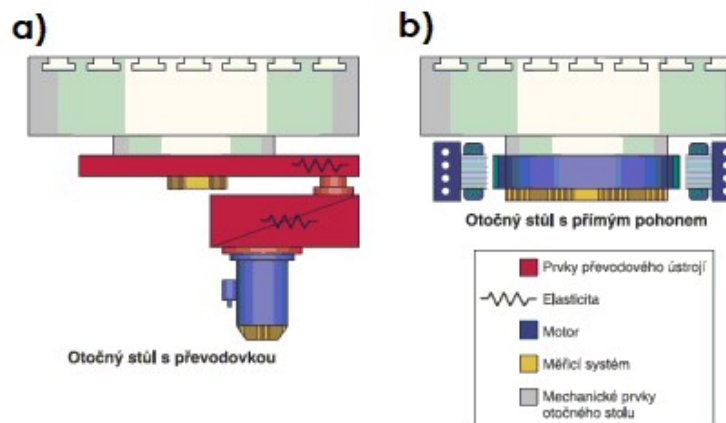 a)
b)
Otočný stůl s převodovkou
Otočný stůl s přímým pohonem
Prvky převodového ústrojí
Elasticita
Motor
Měřicí systém
Mechanické prvky
otočného stolu